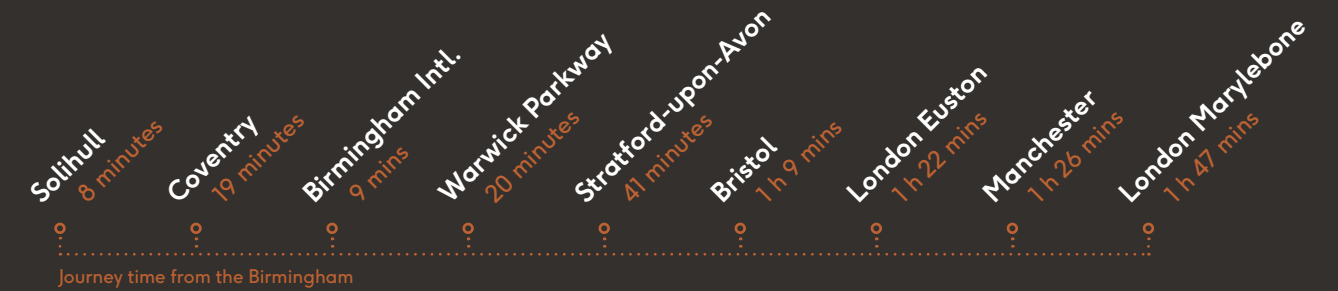 Solihull
8 minutes
Coventry
19 minutes
Birmingham Intl.
9 mins
Warwick Parkway
20 minutes
Stratford-upon-Avon
41 minutes
Bristol
1 h 9 mins
London Euston
1 h 22 mins
Manchester
1 h 26 mins
London Marylebone
1 h 47 mins
Journey time from the Birmingham